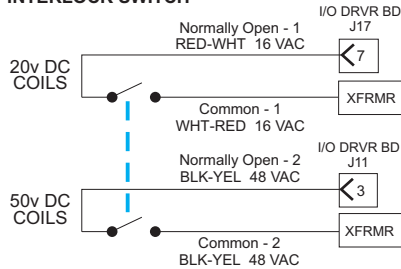 INTERLOCK SWITCH
I/O DRVR BD
J17
Normally Open - 1
RED-WHT 16 VAC
7
20v DC
COILS
XFRMR
Common - 1
WHT-RED 16 VAC
I/O DRVR BD
J11
Normally Open - 2
BLK-YEL 48 VAC
3
50v DC
COILS
XFRMR
Common - 2
BLK-YEL 48 VAC